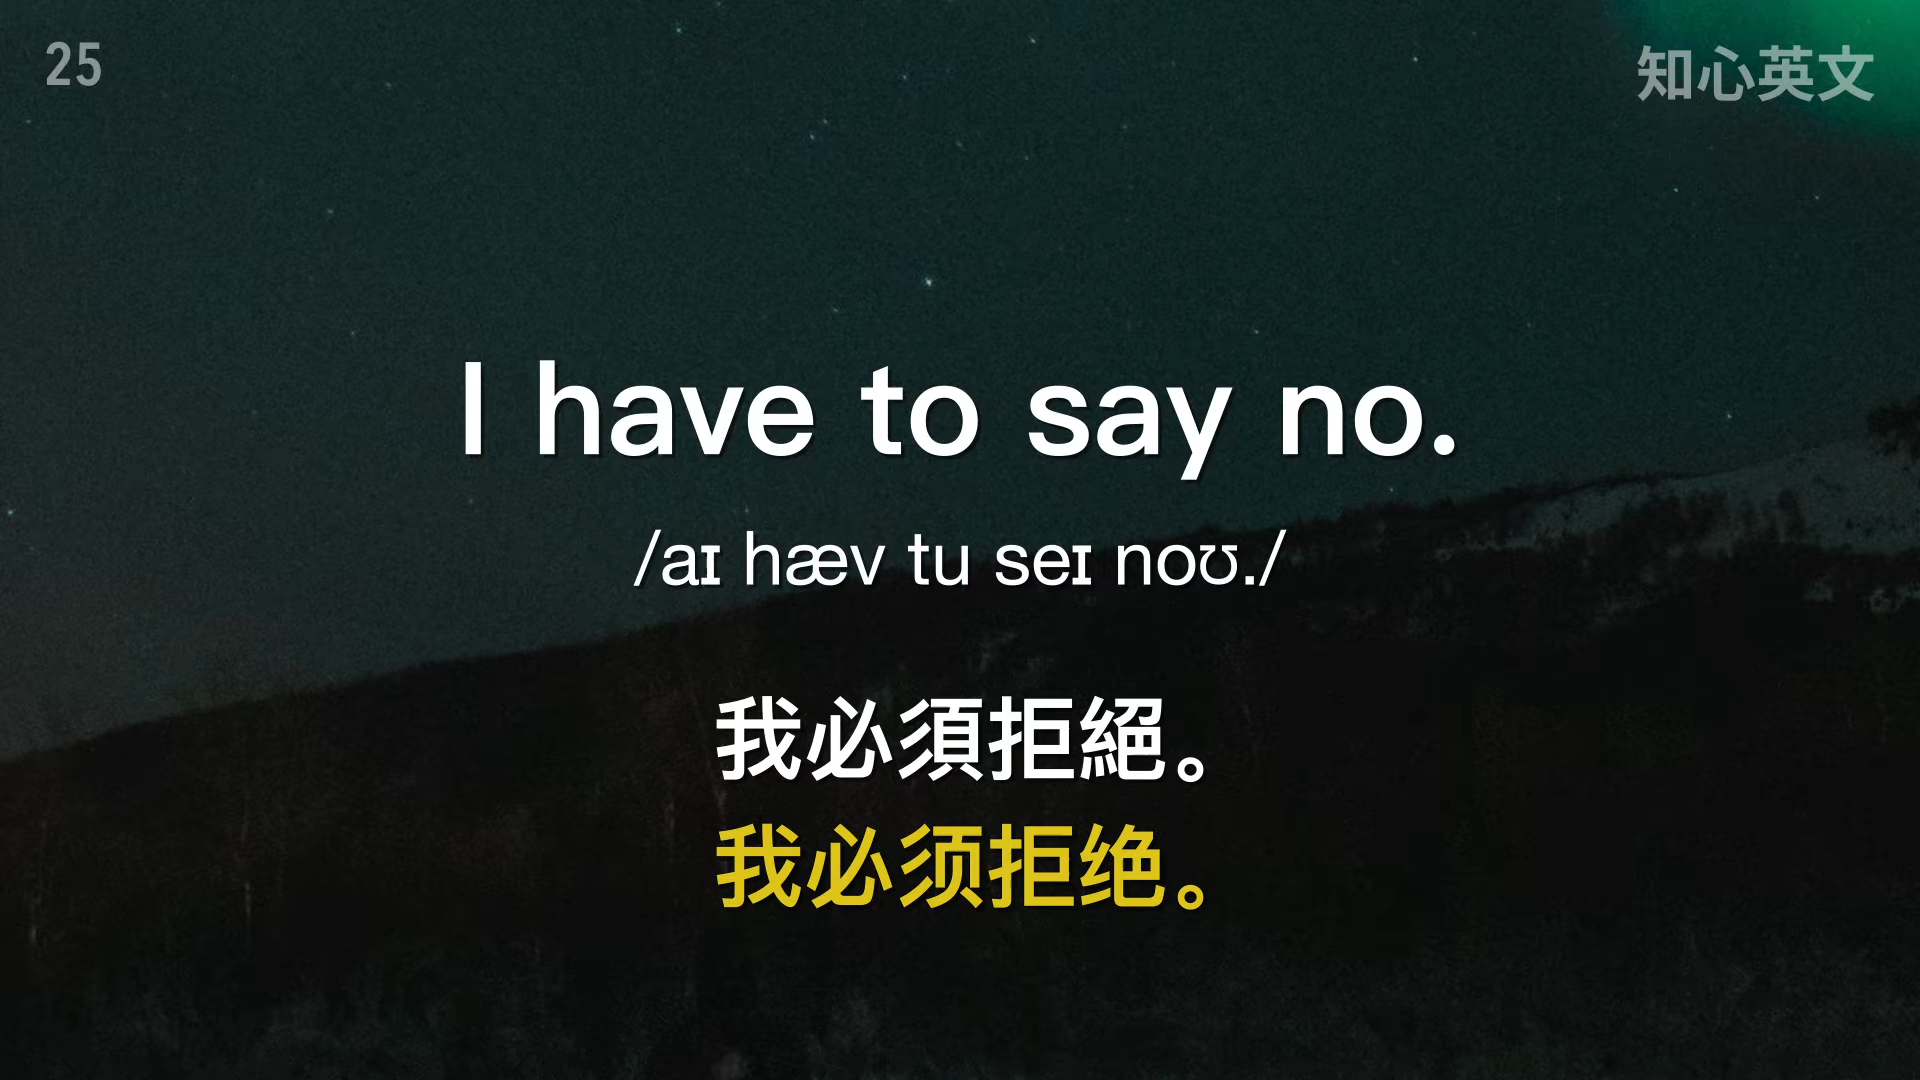 25
知心英文
I have to say no.
/aɪ hæv tu seɪ noʊ./
我必須拒絕。
我必须拒绝。